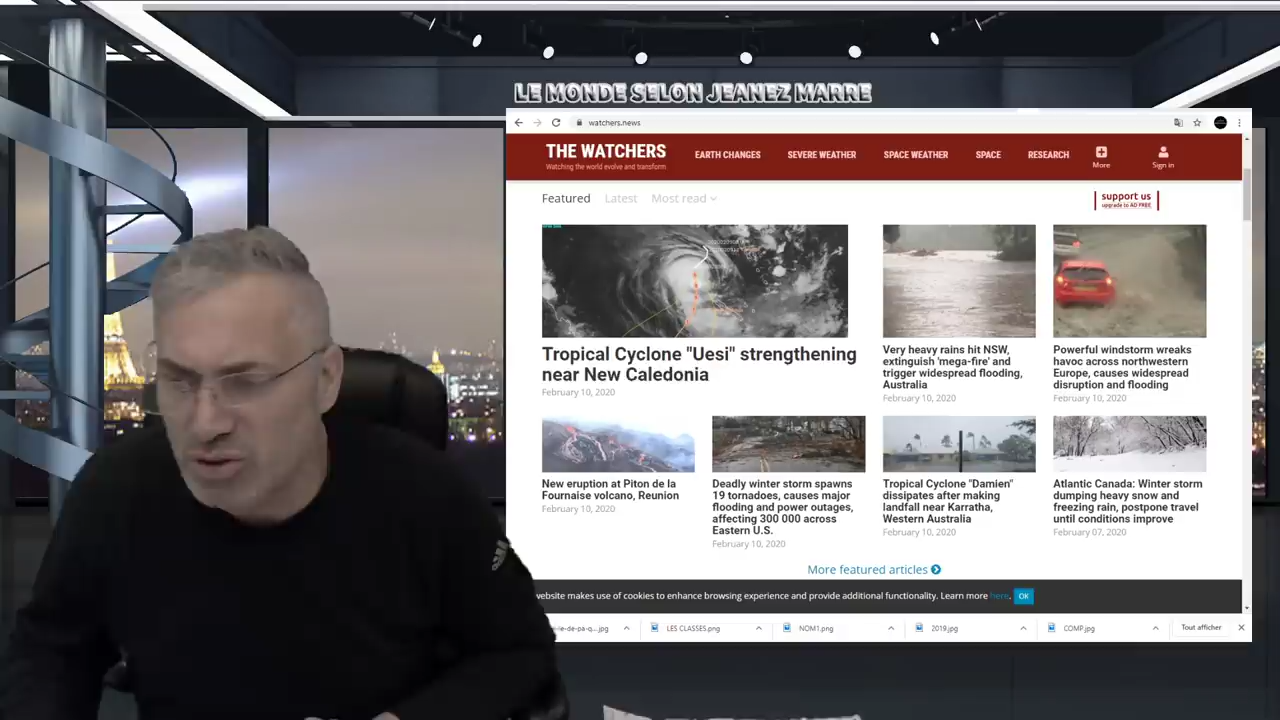 LE MONDE SELON JEANEZ MARRE
watchers.news
THE WATCHERS
Watching the world evolve and transform
EARTH CHANGES
SEVERE WEATHER
SPACE WEATHER
SPACE
RESEARCH
More
Sign in
Featured
Latest
Most read
support us
upgrade to AD FREE
Tropical Cyclone "Uesi" strengthening
near New Caledonia
February 10, 2020
Very heavy rains hit NSW,
extinguish 'mega-fire' and
trigger widespread flooding,
Australia
February 10, 2020
Powerful windstorm wreaks
havoc across northwestern
Europe, causes widespread
disruption and flooding
February 10, 2020
New eruption at Piton de la
Fournaise volcano, Reunion
February 10, 2020
Deadly winter storm spawns
19 tornadoes, causes major
flooding and power outages,
affecting 300 000 across
Eastern U.S.
February 10, 2020
Tropical Cyclone "Damien"
dissipates after making
landfall near Karratha,
Western Australia
February 10, 2020
Atlantic Canada: Winter storm
dumping heavy snow and
freezing rain, postpone travel
until conditions improve
February 07, 2020
More featured articles
website makes use of cookies to enhance browsing experience and provide additional functionality. Learn more here. OK
e-ie-de-pa-q....jpg
LES CLASSES.png
NOM1.png
2019.jpg
COMP.jpg
Tout afficher